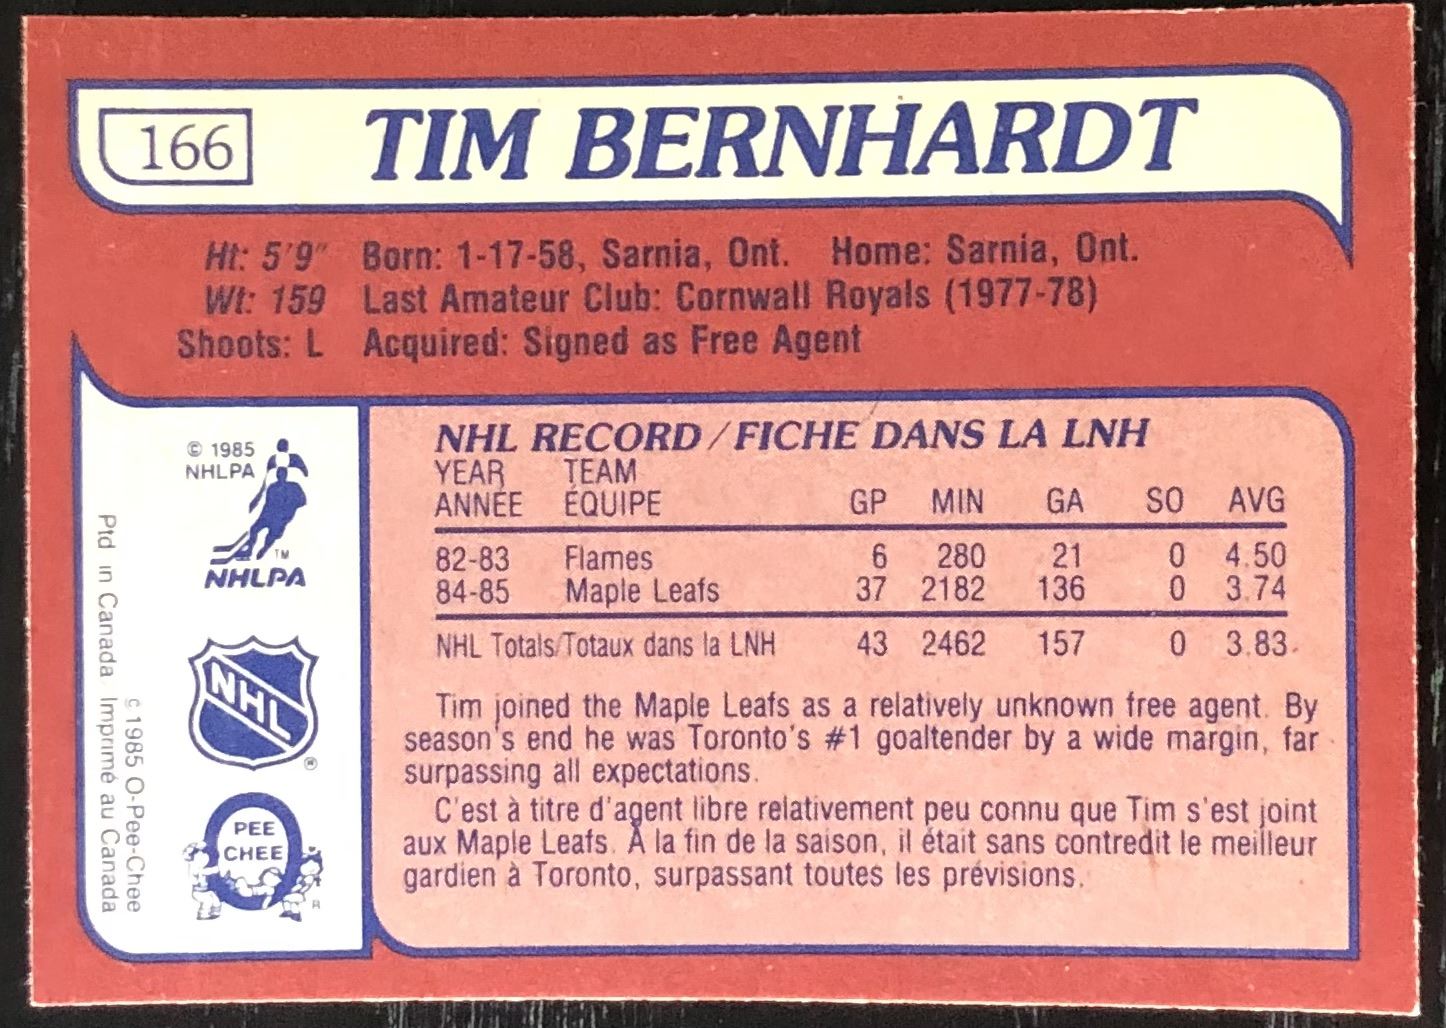 166
TIM BERNHARDT
Ht: 5'9" Born: 1-17-58, Sarnia, Ont. Home: Sarnia, Ont.
Wt: 159 Last Amateur Club: Cornwall Royals (1977-78)
Shoots: L Acquired: Signed as Free Agent
© 1985
NHLPA
TM
NHLPA
NHL
®
PEE
CHEE
R
© 1985 O-Pee-Chee
Ptd in Canada Imprimé au Canada
NHL RECORD/FICHE DANS LA LNH
YEAR TEAM
ANNÉE ÉQUIPE GP MIN GA SO AVG
82-83 Flames 6 280 21 0 4.50
84-85 Maple Leafs 37 2182 136 0 3.74
NHL Totals/Totaux dans la LNH 43 2462 157 0 3.83
Tim joined the Maple Leafs as a relatively unknown free agent. By
season's end he was Toronto's #1 goaltender by a wide margin, far
surpassing all expectations.
C'est à titre d'agent libre relativement peu connu que Tim s'est joint
aux Maple Leafs. À la fin de la saison, il était sans contredit le meilleur
gardien à Toronto, surpassant toutes les prévisions.